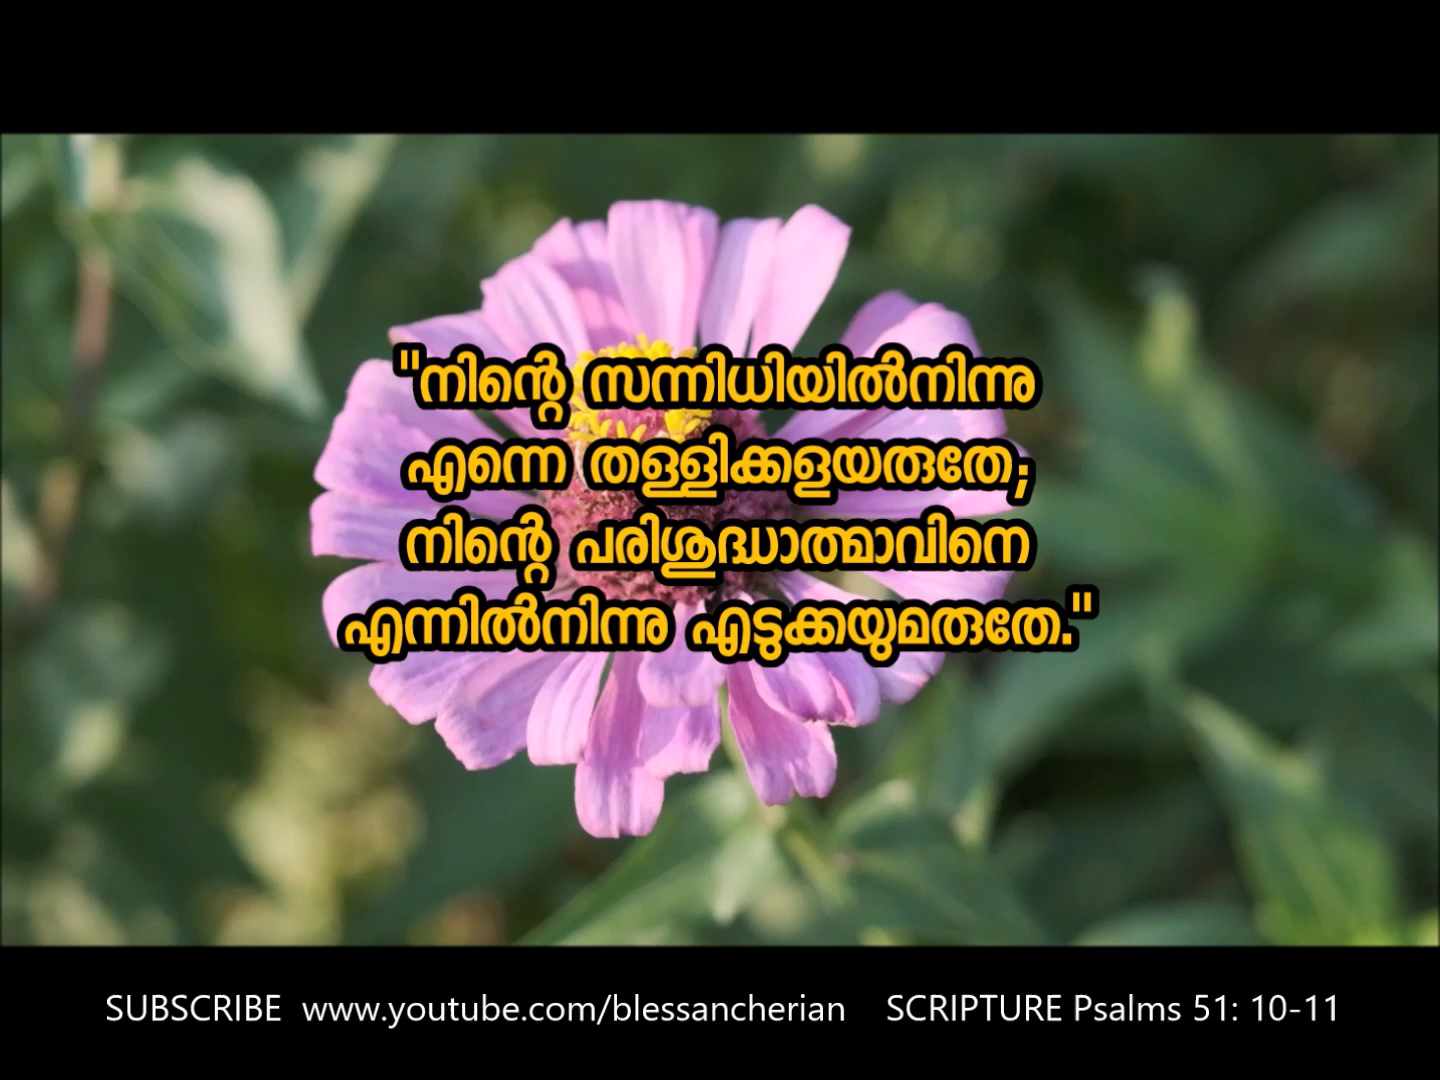 "നിന്റെ സന്നിധിയിൽനിന്നു
എന്നെ തള്ളിക്കളയരുതേ;
നിന്റെ പരിശുദ്ധാത്മാവിനെ
എന്നിൽനിന്നു എടുക്കയുമരുതേ."
SUBSCRIBE www.youtube.com/blessancherian SCRIPTURE Psalms 51: 10-11